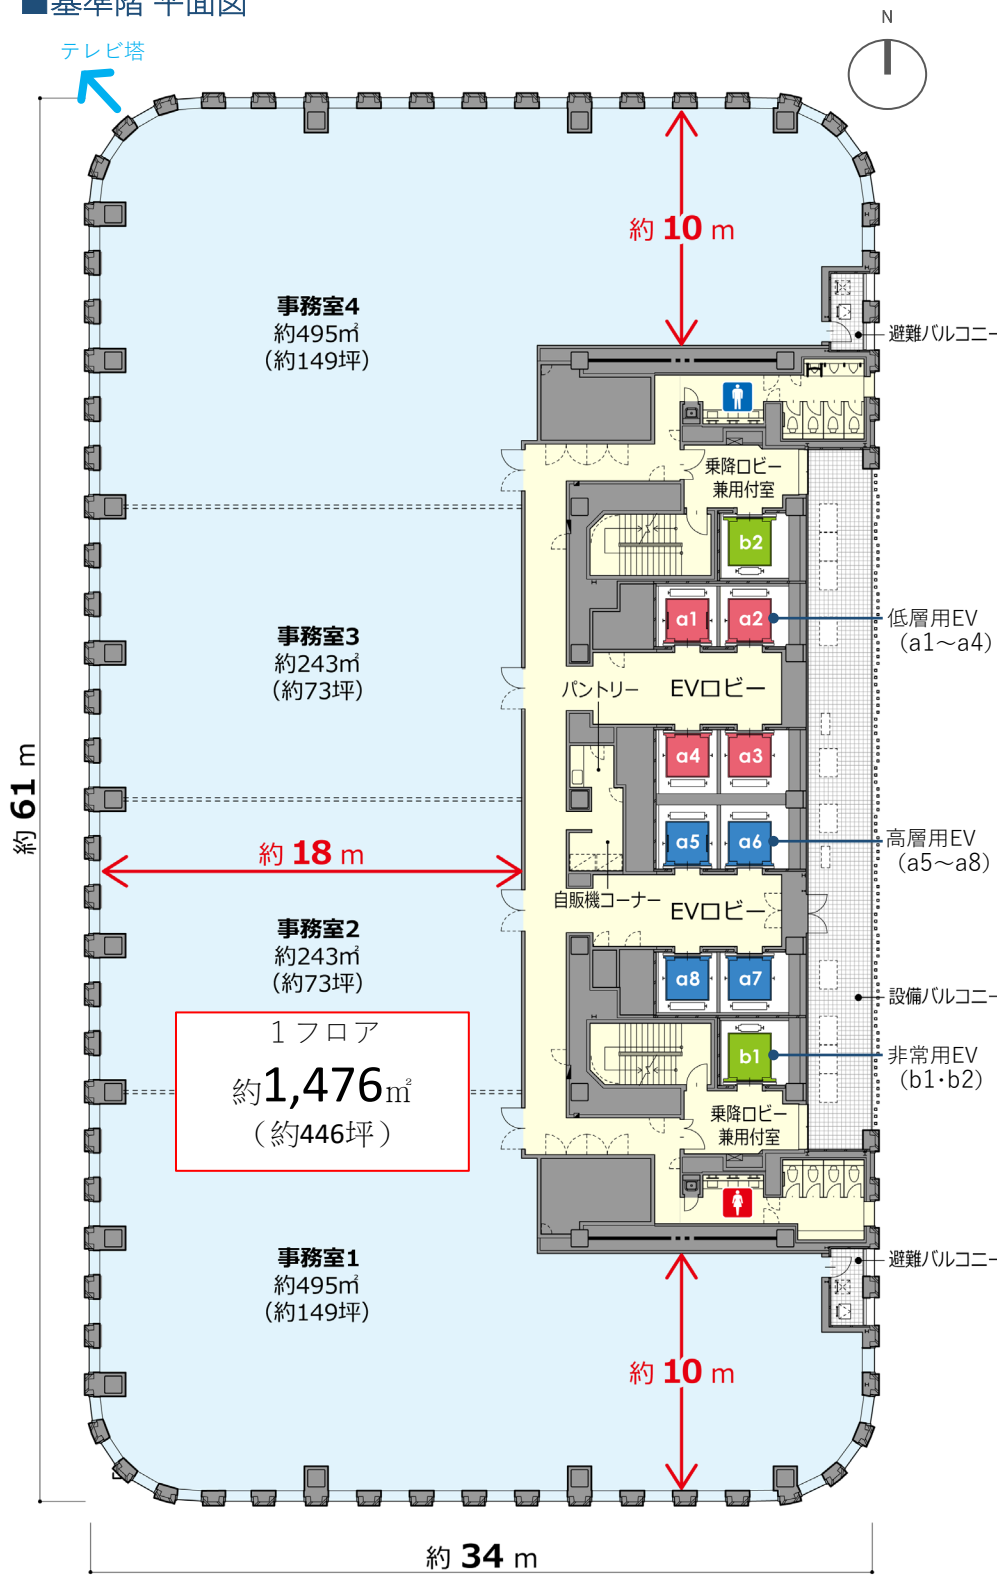 ■基準階 平面図
テレビ塔
N
約 10 m
事務室4
約495㎡
(約149坪)
避難バルコニー
乗降ロビー
兼用付室
b2
a1
a2
低層用EV
(a1～a4)
事務室3
約243㎡
(約73坪)
パントリー
EVロビー
a4
a3
約 61 m
a5
a6
高層用EV
(a5～a8)
約 18 m
自販機コーナー
EVロビー
事務室2
約243㎡
(約73坪)
a8
a7
設備バルコニー
1フロア
約1,476㎡
(約446坪)
b1
非常用EV
(b1・b2)
乗降ロビー
兼用付室
事務室1
約495㎡
(約149坪)
避難バルコニー
約 10 m
約 34 m